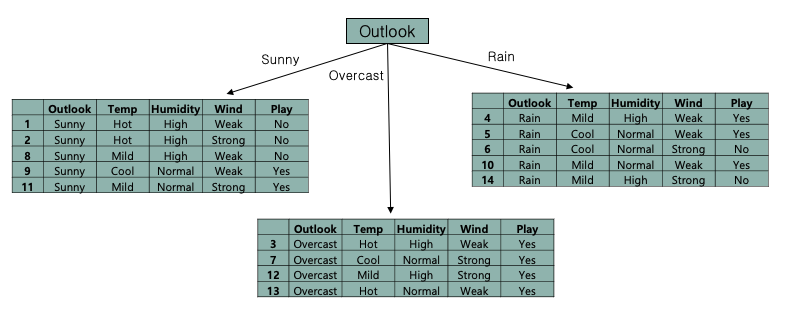 Outlook
Sunny
Overcast
Rain
Outlook Temp Humidity Wind Play
1 Sunny Hot High Weak No
2 Sunny Hot High Strong No
8 Sunny Mild High Weak No
9 Sunny Cool Normal Weak Yes
11 Sunny Mild Normal Strong Yes
Outlook Temp Humidity Wind Play
4 Rain Mild High Weak Yes
5 Rain Cool Normal Weak Yes
6 Rain Cool Normal Strong No
10 Rain Mild Normal Weak Yes
14 Rain Mild High Strong No
Outlook Temp Humidity Wind Play
3 Overcast Hot High Weak Yes
7 Overcast Cool Normal Strong Yes
12 Overcast Mild High Strong Yes
13 Overcast Hot Normal Weak Yes